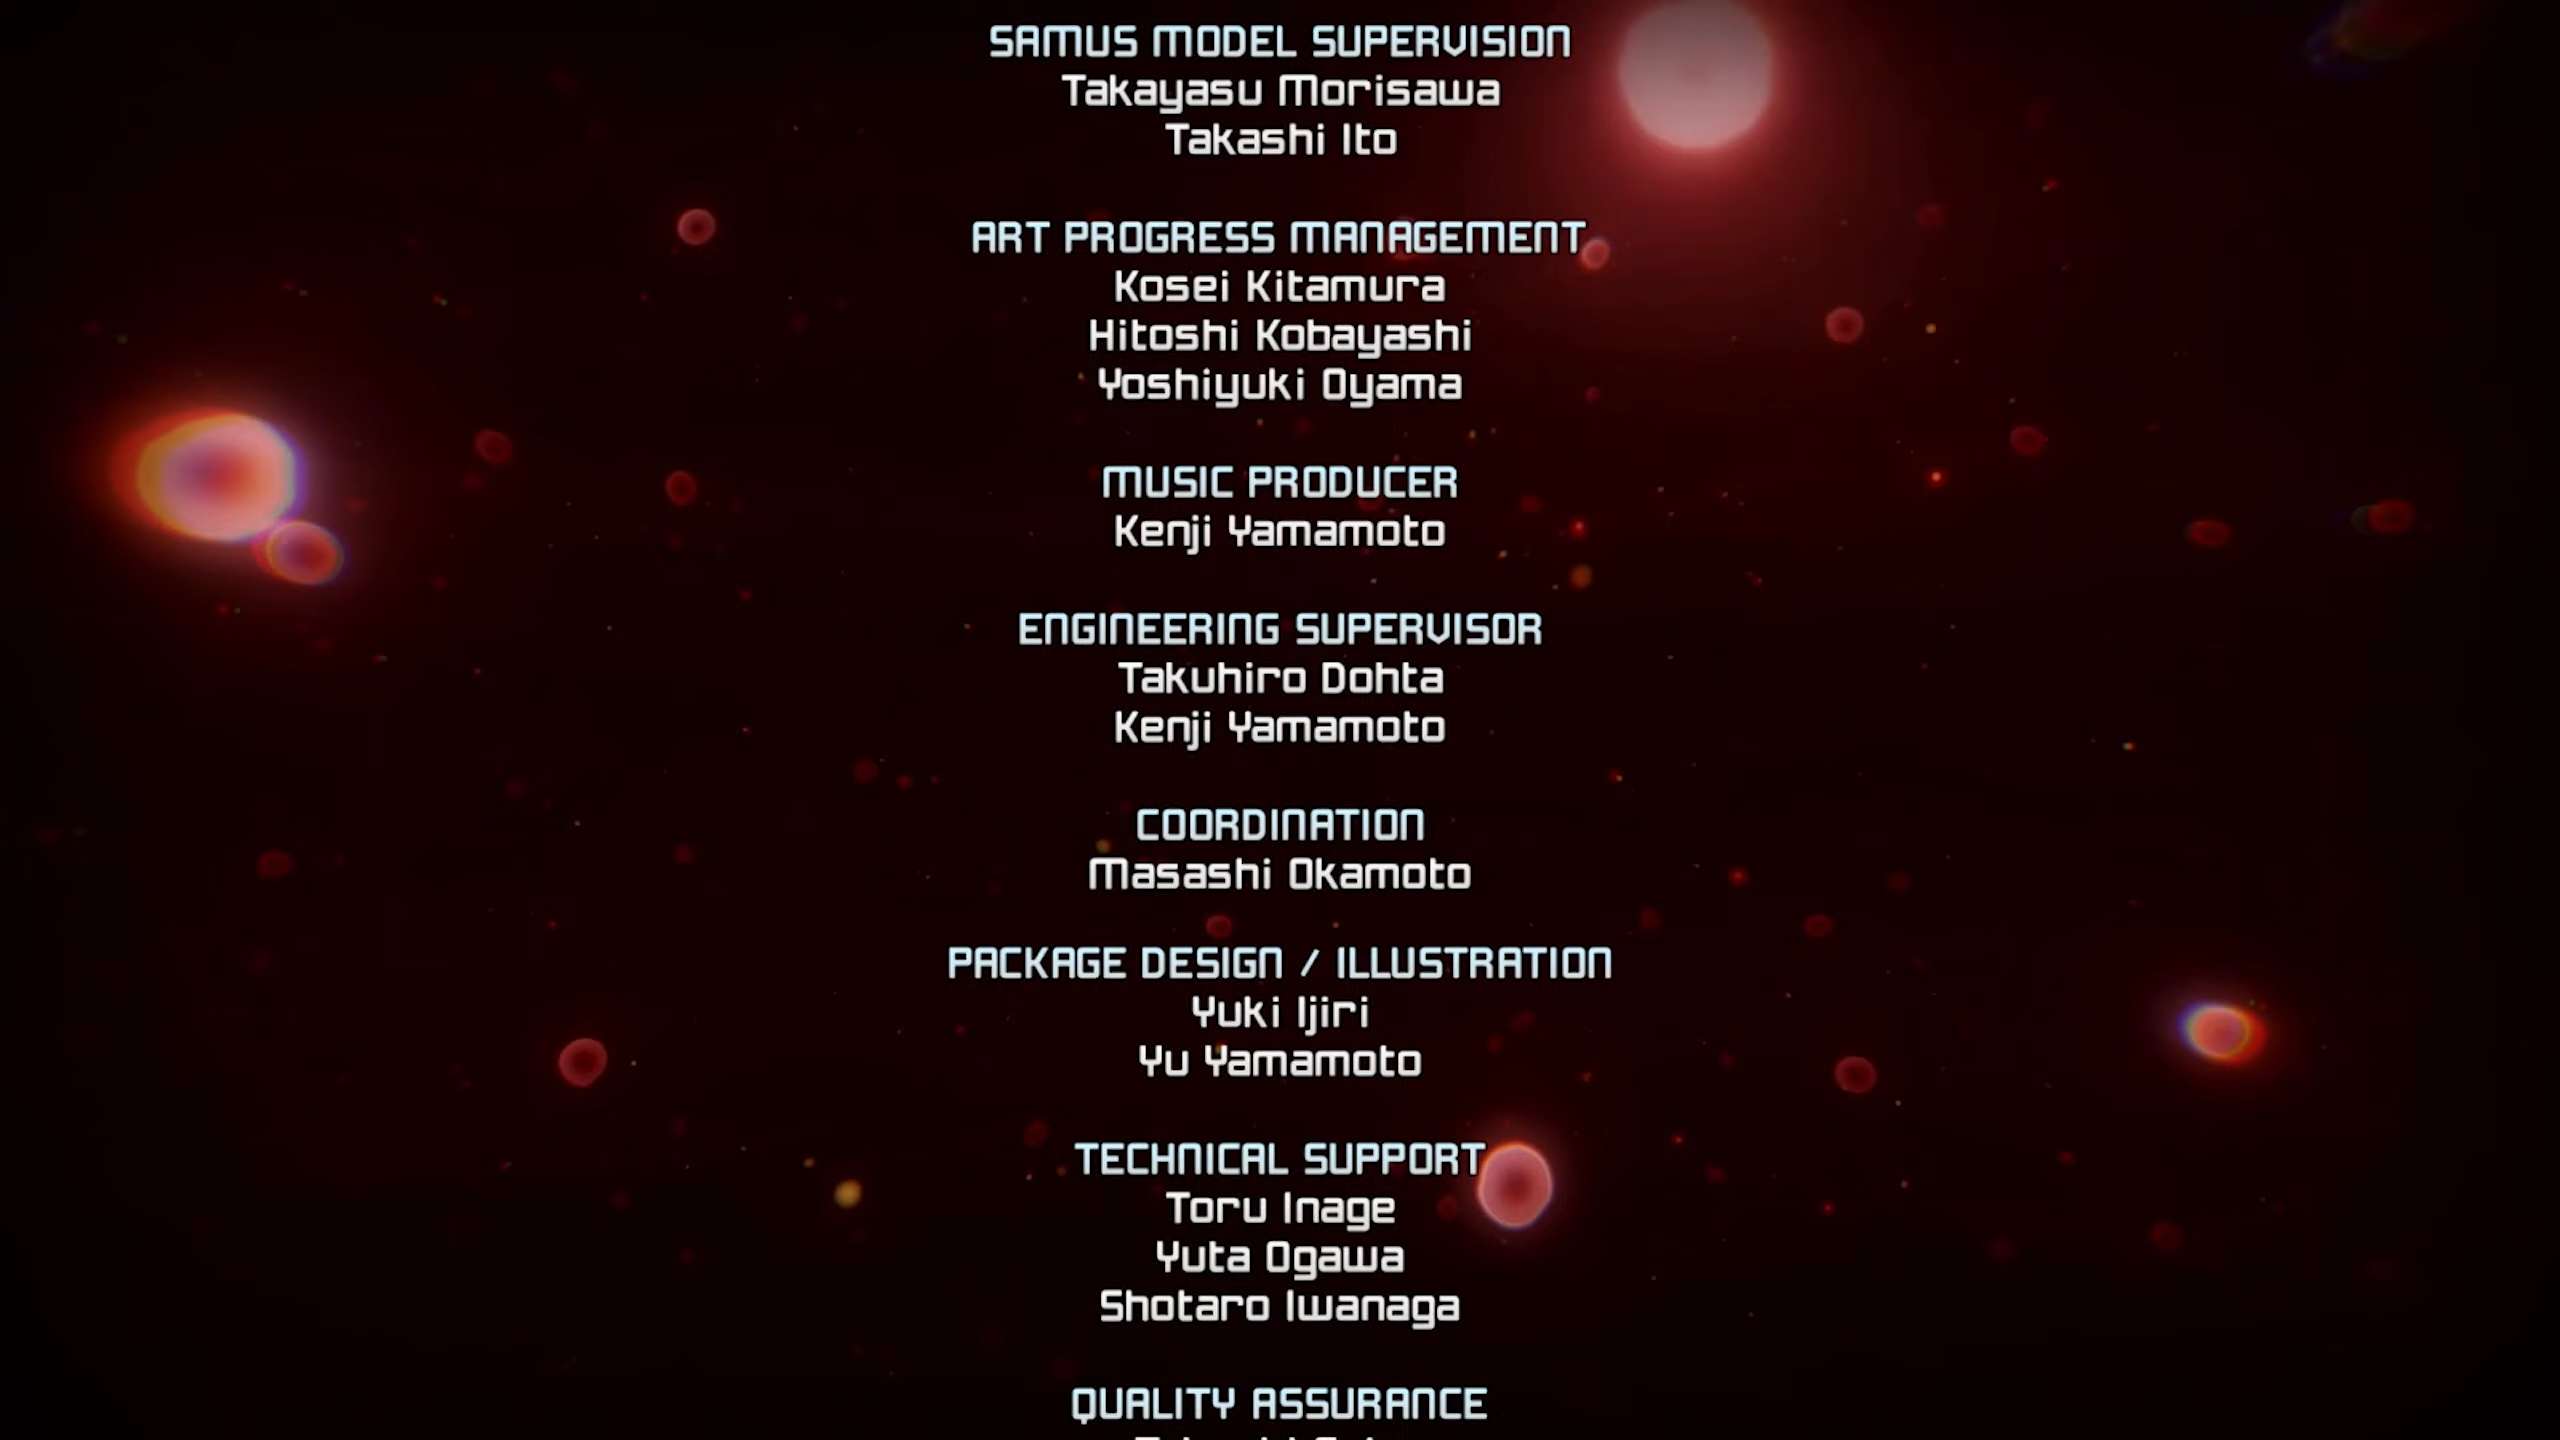 SAMUS MODEL SUPERVISION
Takayasu Morisawa
Takashi Ito
ART PROGRESS MANAGEMENT
Kosei Kitamura
Hitoshi Kobayashi
Yoshiyuki Oyama
MUSIC PRODUCER
Kenji Yamamoto
ENGINEERING SUPERVISOR
Takuhiro Dohta
Kenji Yamamoto
COORDINATION
Masashi Okamoto
PACKAGE DESIGN / ILLUSTRATION
Yuki Ijiri
Yu Yamamoto
TECHNICAL SUPPORT
Toru Inage
Yuta Ogawa
Shotaro Iwanaga
QUALITY ASSURANCE